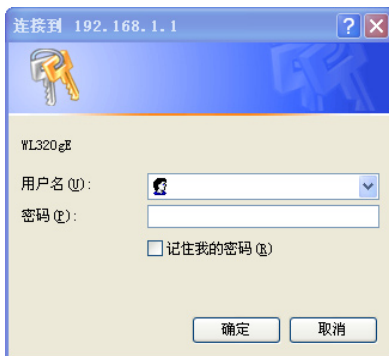 连接到 192.168.1.1
WL320gE
用户名(U):
密码(P):
记住我的密码(R)
确定
取消